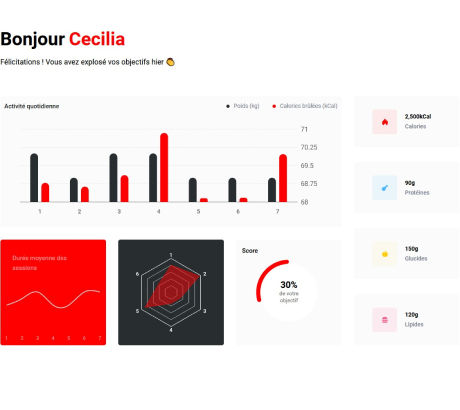 Bonjour Cecilia
Félicitations ! Vous avez explosé vos objectifs hier 👏
Activité quotidienne
Poids (kg)
Calories brûlées (kCal)
71
70.25
69.5
68.75
68
1 2 3 4 5 6 7
2,500kCal
Calories
90g
Protéines
150g
Glucides
120g
Lipides
Durée moyenne des
sessions
1 2 3 4 5 6 7
1
2
3
4
5
6
Score
30%
de votre
objectif